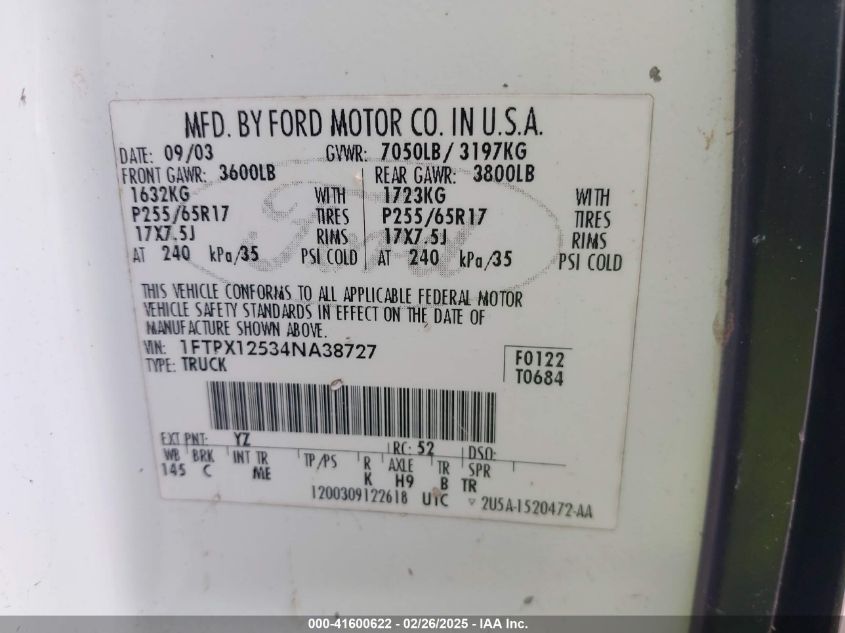 MFD. BY FORD MOTOR CO. IN U.S.A.
DATE: 09/03 GVWR: 7050LB / 3197KG
FRONT GAWR: 3600LB REAR GAWR: 3800LB
1632KG WITH 1723KG WITH
P255/65R17 TIRES P255/65R17 TIRES
17X7.5J RIMS 17X7.5J RIMS
AT 240 kPa/35 PSI COLD AT 240 kPa/35 PSI COLD
Ford
THIS VEHICLE CONFORMS TO ALL APPLICABLE FEDERAL MOTOR
VEHICLE SAFETY STANDARDS IN EFFECT ON THE DATE OF
MANUFACTURE SHOWN ABOVE.
VIN: 1FTPX12534NA38727
TYPE: TRUCK
F0122
T0684
EXT PNT: YZ RC: 52 DSO:
WB BRK INT TR TP/PS R AXLE TR SPR
145 C ME K H9 B TR
1200309122618 UTC ▽ 2U5A-1520472-AA
000-41600622 - 02/26/2025 - IAA Inc.